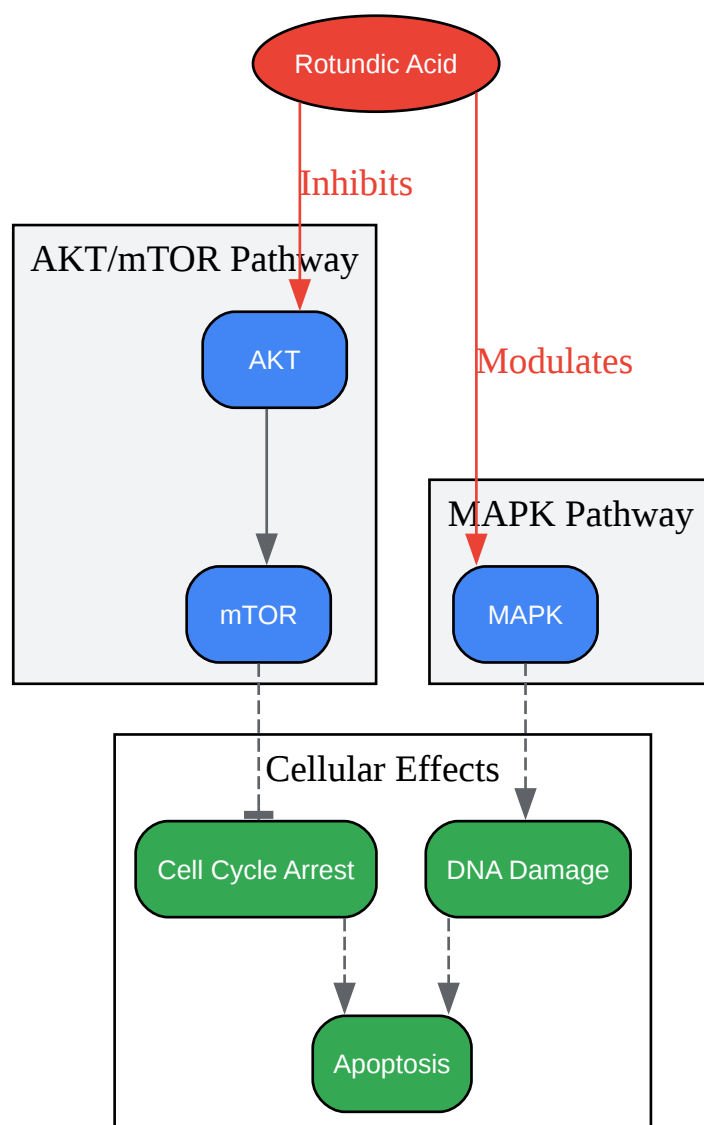 Rotundic Acid
Inhibits
AKT/mTOR Pathway
AKT
Modulates
MAPK Pathway
mTOR
MAPK
Cellular Effects
Cell Cycle Arrest
DNA Damage
Apoptosis